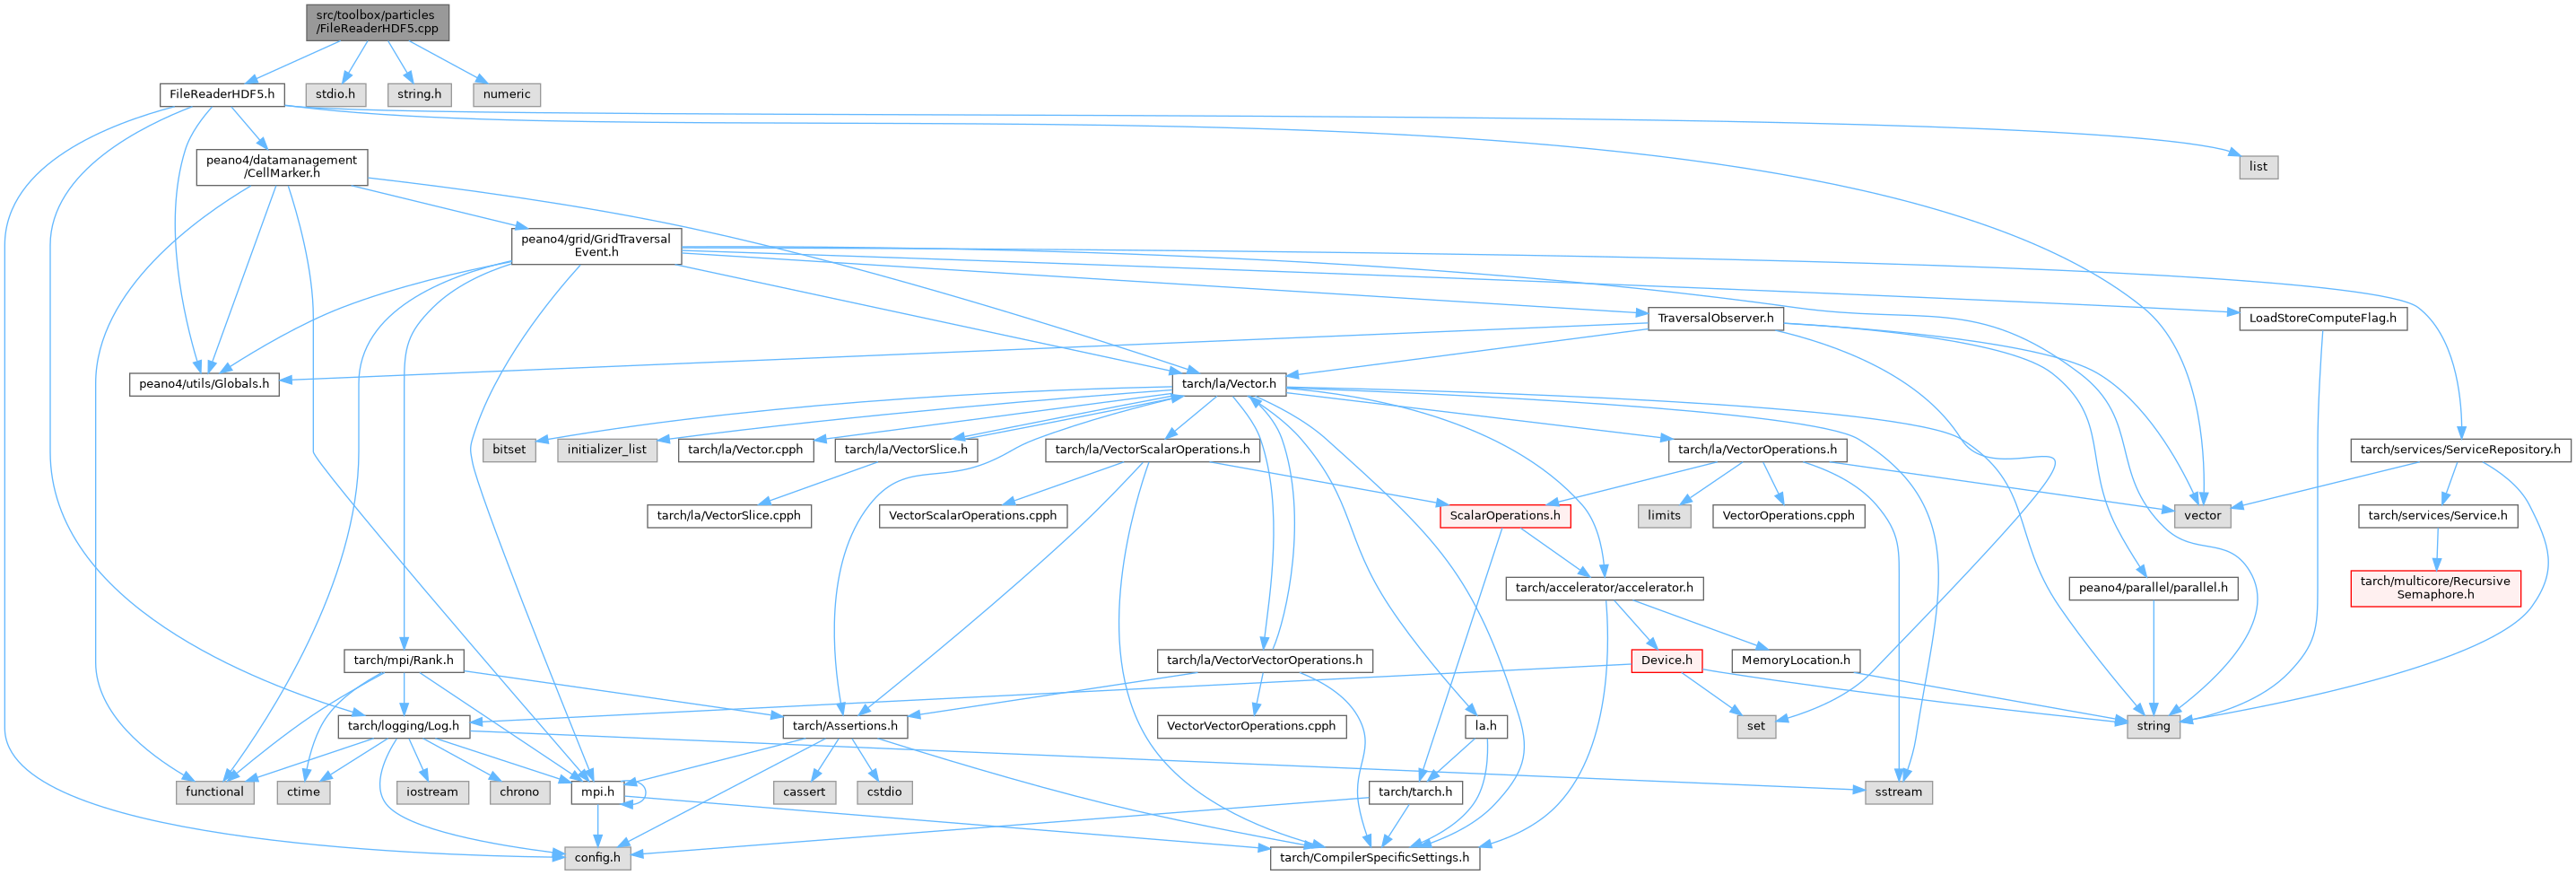 src/toolbox/particles
/FileReaderHDF5.cpp
FileReaderHDF5.h
stdio.h
string.h
numeric
peano4/datamanagement
/CellMarker.h
list
peano4/grid/GridTraversal
Event.h
TraversalObserver.h
LoadStoreComputeFlag.h
peano4/utils/Globals.h
tarch/la/Vector.h
bitset
initializer_list
tarch/la/Vector.cpph
tarch/la/VectorSlice.h
tarch/la/VectorScalarOperations.h
tarch/la/VectorOperations.h
tarch/services/ServiceRepository.h
tarch/la/VectorSlice.cpph
VectorScalarOperations.cpph
ScalarOperations.h
limits
VectorOperations.cpph
vector
tarch/services/Service.h
tarch/accelerator/accelerator.h
peano4/parallel/parallel.h
tarch/multicore/Recursive
Semaphore.h
tarch/mpi/Rank.h
tarch/la/VectorVectorOperations.h
Device.h
MemoryLocation.h
tarch/logging/Log.h
tarch/Assertions.h
VectorVectorOperations.cpph
la.h
set
string
functional
ctime
iostream
chrono
mpi.h
cassert
cstdio
tarch/tarch.h
sstream
config.h
tarch/CompilerSpecificSettings.h